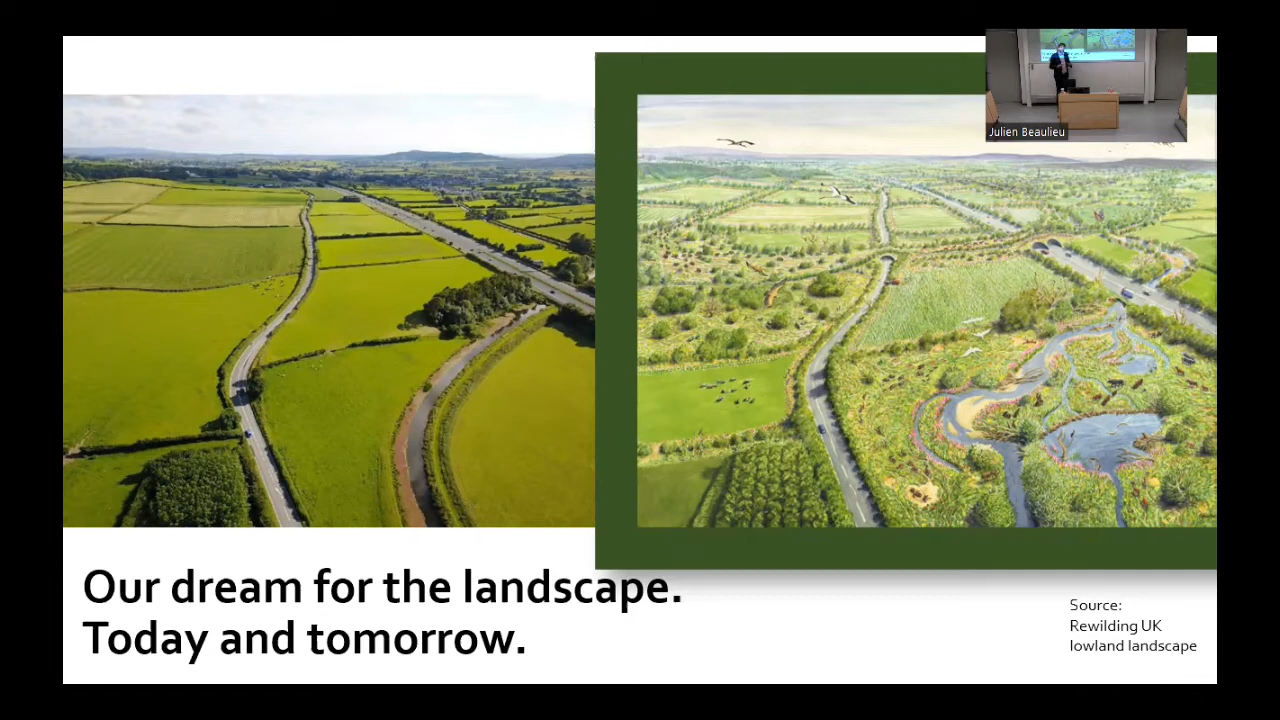 Julien Beaulieu
Our dream for the landscape.
Today and tomorrow.
Source:
Rewilding UK
lowland landscape